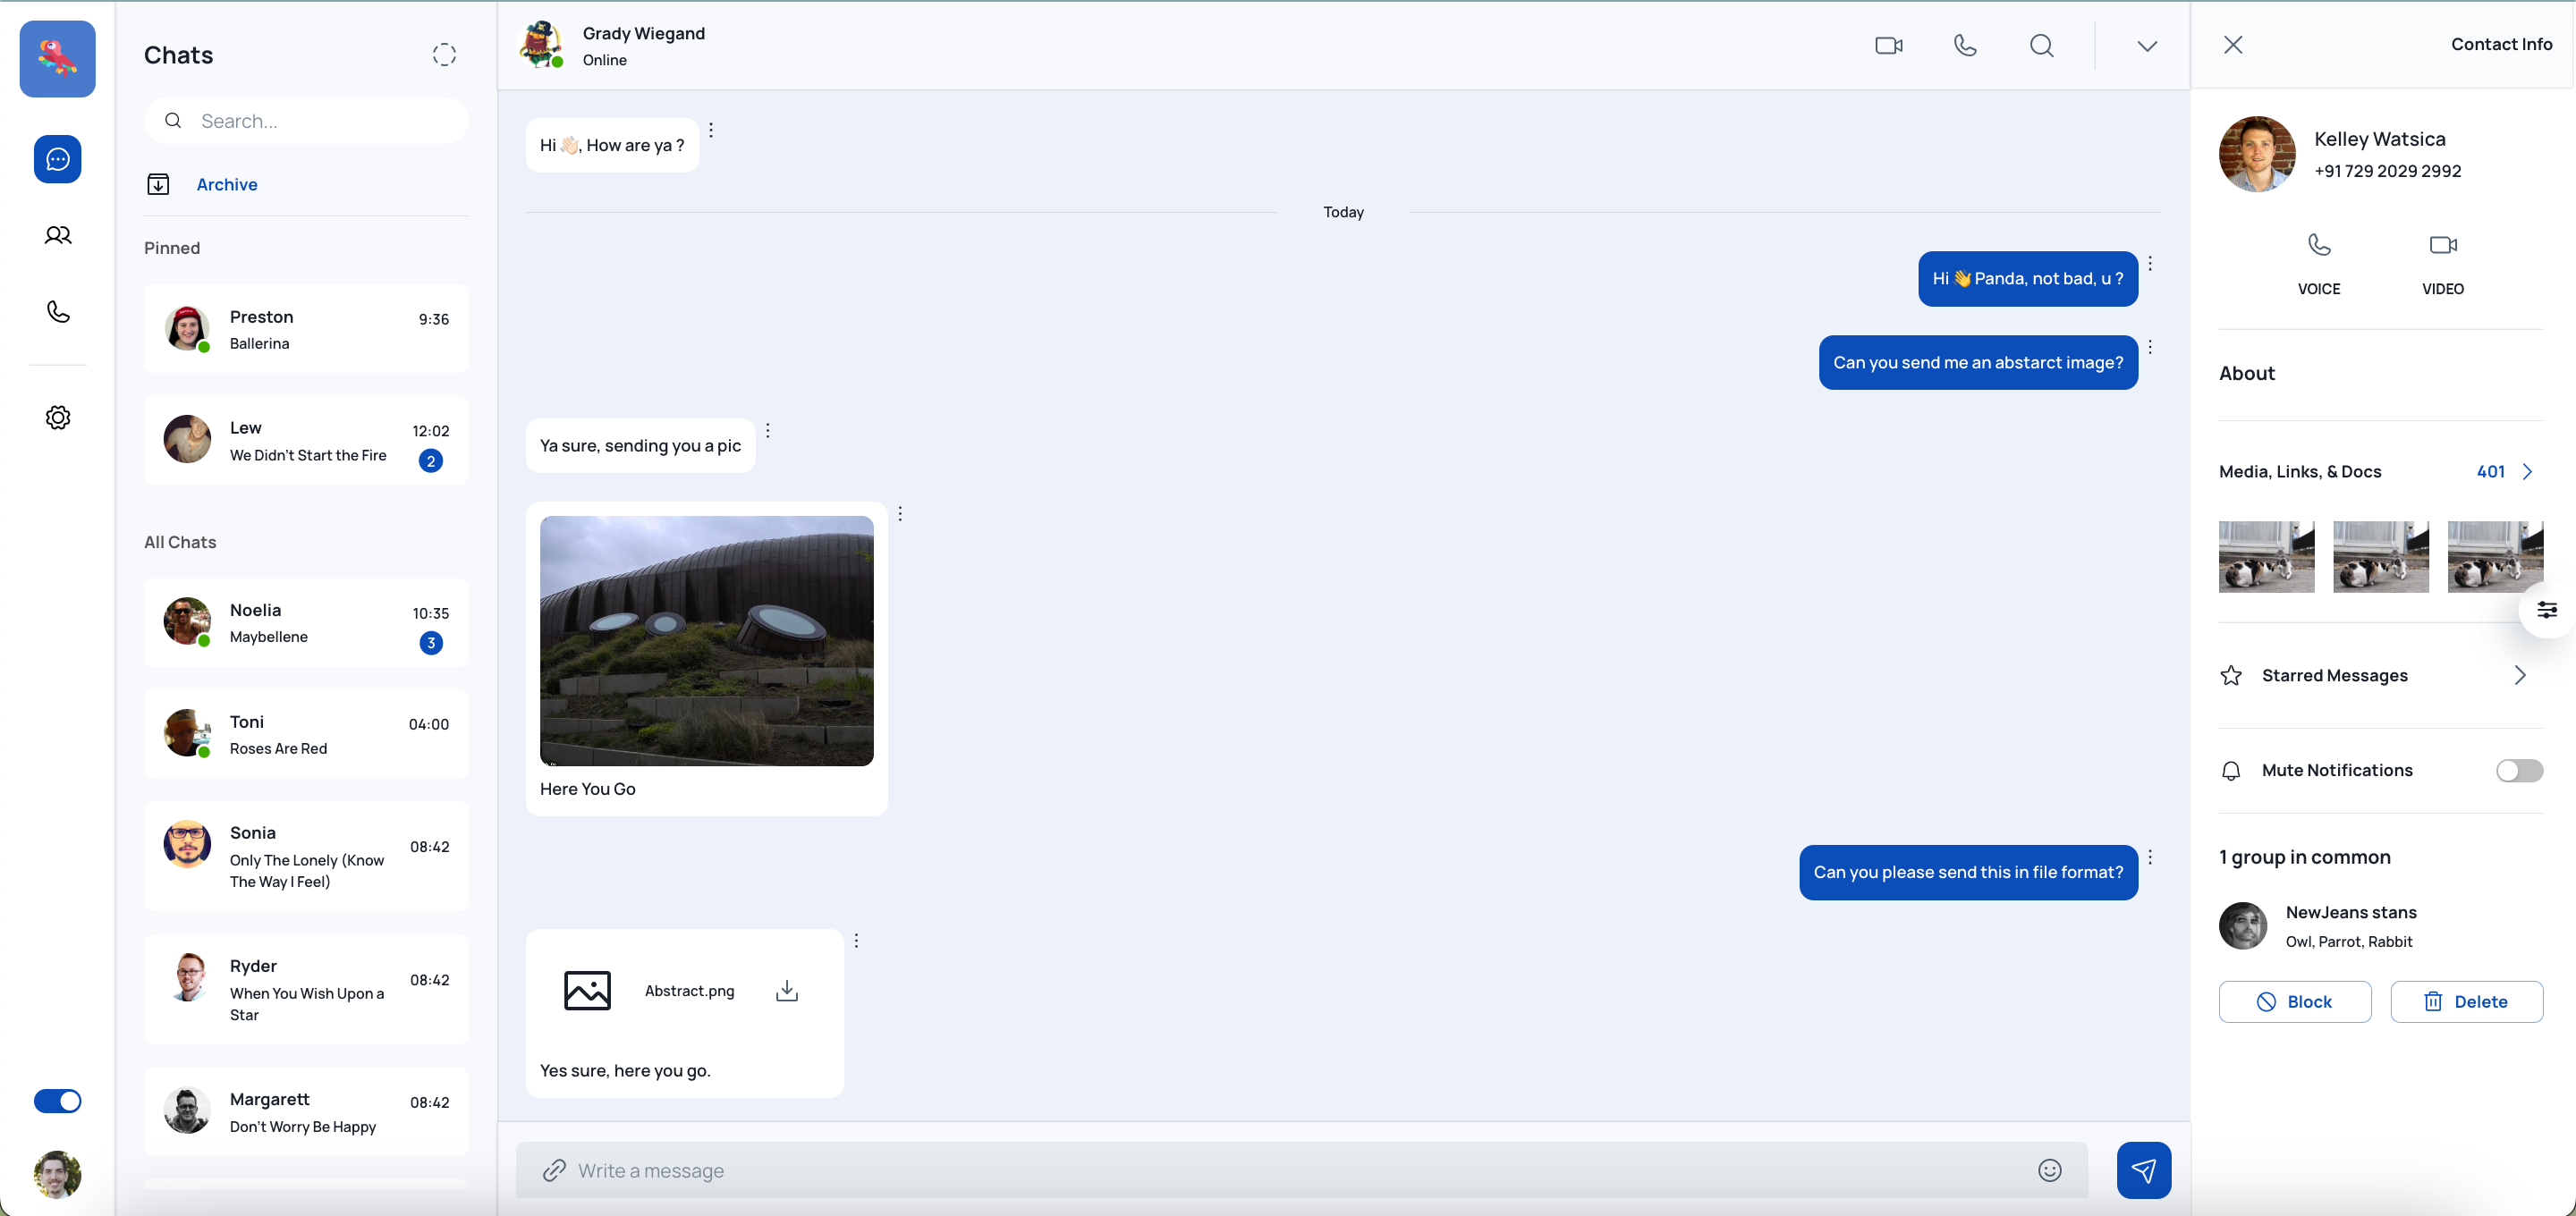 Chats
Search...
Archive
Pinned
Preston
9:36
Ballerina
Lew
12:02
We Didn't Start the Fire
2
All Chats
Noelia
10:35
Maybellene
3
Toni
04:00
Roses Are Red
Sonia
08:42
Only The Lonely (Know
The Way I Feel)
Ryder
08:42
When You Wish Upon a
Star
Margarett
08:42
Don't Worry Be Happy
Grady Wiegand
Online
Hi 👋🏻, How are ya ?
Today
Hi 👋 Panda, not bad, u ?
Can you send me an abstarct image?
Ya sure, sending you a pic
Here You Go
Can you please send this in file format?
Abstract.png
Yes sure, here you go.
Write a message
Contact Info
Kelley Watsica
+91 729 2029 2992
VOICE
VIDEO
About
Media, Links, & Docs
401
Starred Messages
Mute Notifications
1 group in common
NewJeans stans
Owl, Parrot, Rabbit
Block
Delete